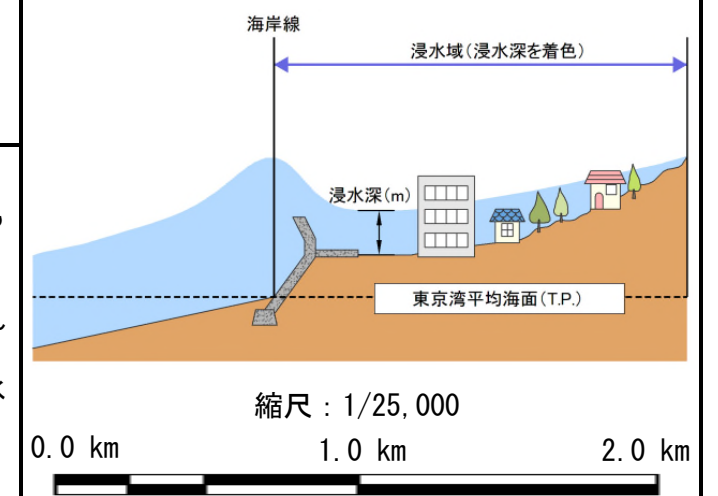 海岸線
浸水域(浸水深を着色)
浸水深(m)
東京湾平均海面(T.P.)
縮尺：1/25,000
0.0 km 1.0 km 2.0 km